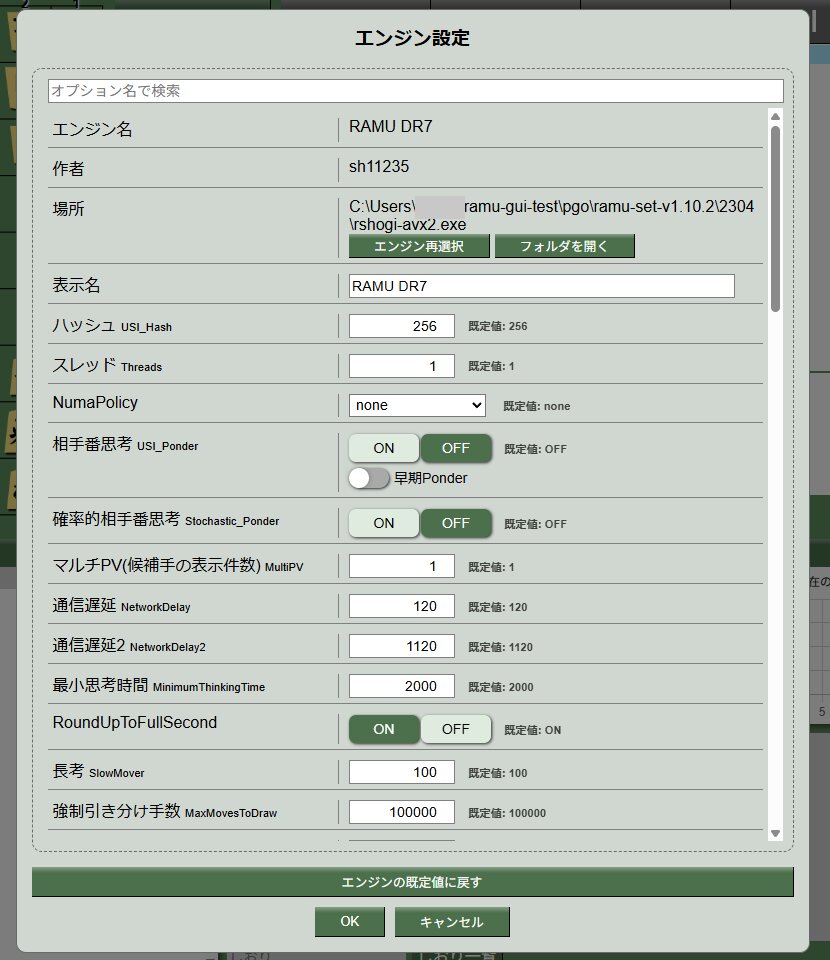 エンジン設定
オプション名で検索
エンジン名 RAMU DR7
作者 sh11235
場所 C:\Users\ ramu-gui-test\pgo\ramu-set-v1.10.2\2304
\rshogi-avx2.exe
エンジン再選択 フォルダを開く
表示名 RAMU DR7
ハッシュ USI_Hash 256 既定値: 256
スレッド Threads 1 既定値: 1
NumaPolicy none 既定値: none
相手番思考 USI_Ponder ON OFF 既定値: OFF
早期Ponder
確率的相手番思考 Stochastic_Ponder ON OFF 既定値: OFF
マルチPV(候補手の表示件数) MultiPV 1 既定値: 1
通信遅延 NetworkDelay 120 既定値: 120
通信遅延2 NetworkDelay2 1120 既定値: 1120
最小思考時間 MinimumThinkingTime 2000 既定値: 2000
RoundUpToFullSecond ON OFF 既定値: ON
長考 SlowMover 100 既定値: 100
強制引き分け手数 MaxMovesToDraw 100000 既定値: 100000
エンジンの既定値に戻す
OK キャンセル
在の
5
しおり しおり一覧